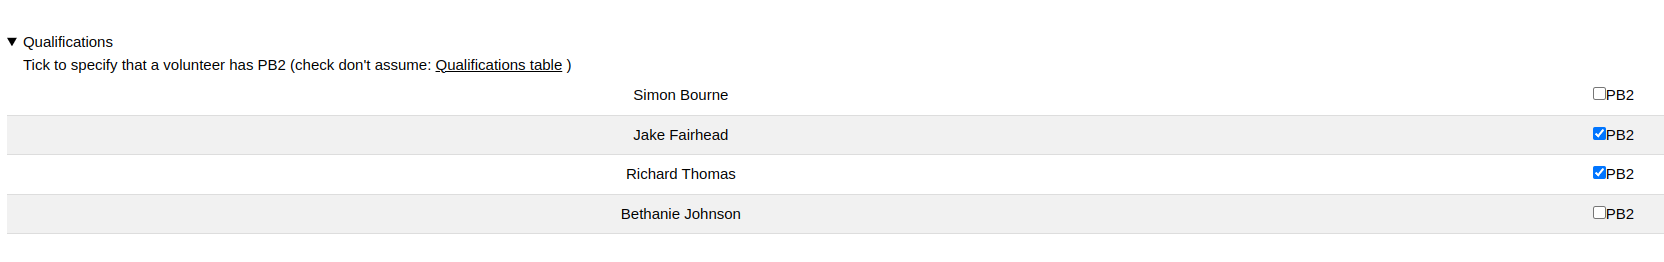 Qualifications
Tick to specify that a volunteer has PB2 (check don't assume: Qualifications table )
Simon Bourne PB2
Jake Fairhead PB2
Richard Thomas PB2
Bethanie Johnson PB2